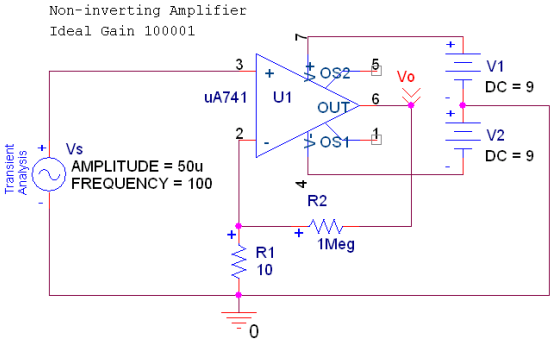 Non-inverting Amplifier
Ideal Gain 100001
7
+
3
+
V+
OS2
5
Vo
V1
DC = 9
uA741
U1
OUT
6
-
+
2
-
V-
OS1
1
V2
DC = 9
-
4
Transient
Analysis
+
Vs
AMPLITUDE = 50u
FREQUENCY = 100
-
R2
+
1Meg
+
R1
10
0